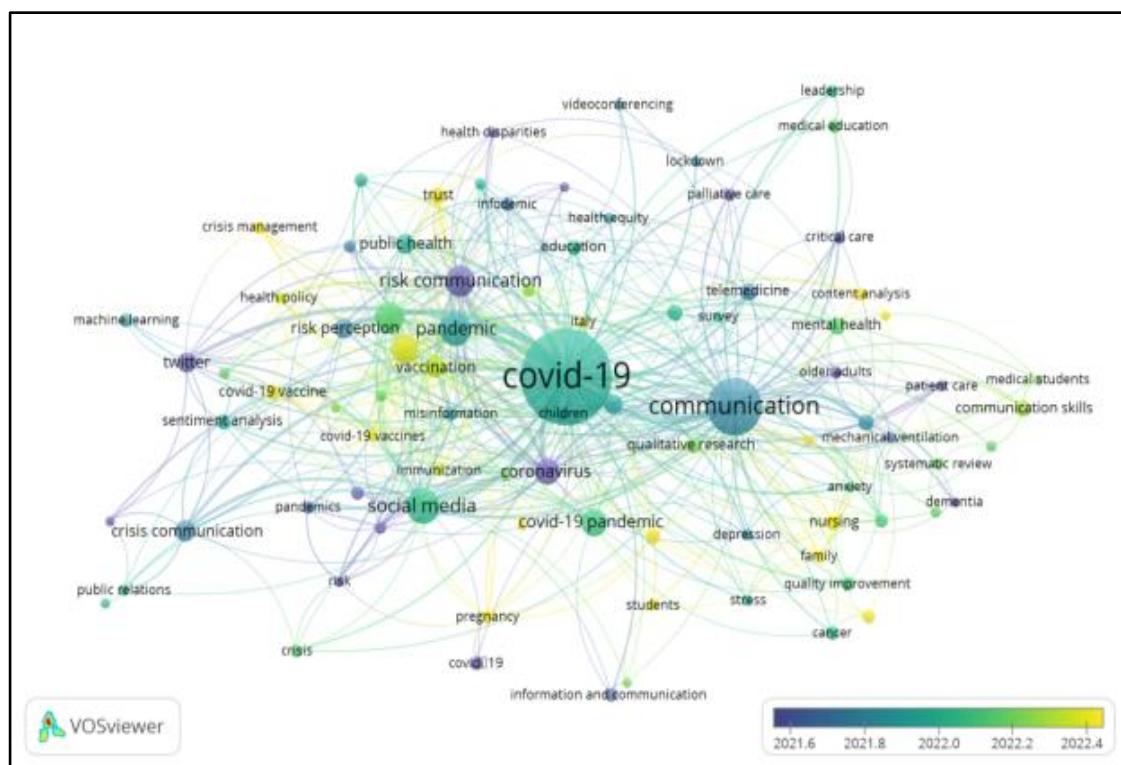 leadership
videoconferencing
medical education
health disparities
lockdown
trust
palliative care
infodemic
health equity
crisis management
public health
education
critical care
risk communication
telemedicine
content analysis
health policy
machine learning
risk perception
pandemic
italy
survey
mental health
twitter
vaccination
covid-19
older adults
medical students
covid-19 vaccine
patient care
misinformation
children
communication
communication skills
sentiment analysis
covid-19 vaccines
qualitative research
mechanical ventilation
immunization
coronavirus
systematic review
anxiety
pandemics
social media
dementia
crisis communication
covid-19 pandemic
depression
nursing
family
public relations
risk
quality improvement
students
stress
pregnancy
cancer
crisis
covid▯19
information and communication
VOSviewer
2021.6 2021.8 2022.0 2022.2 2022.4